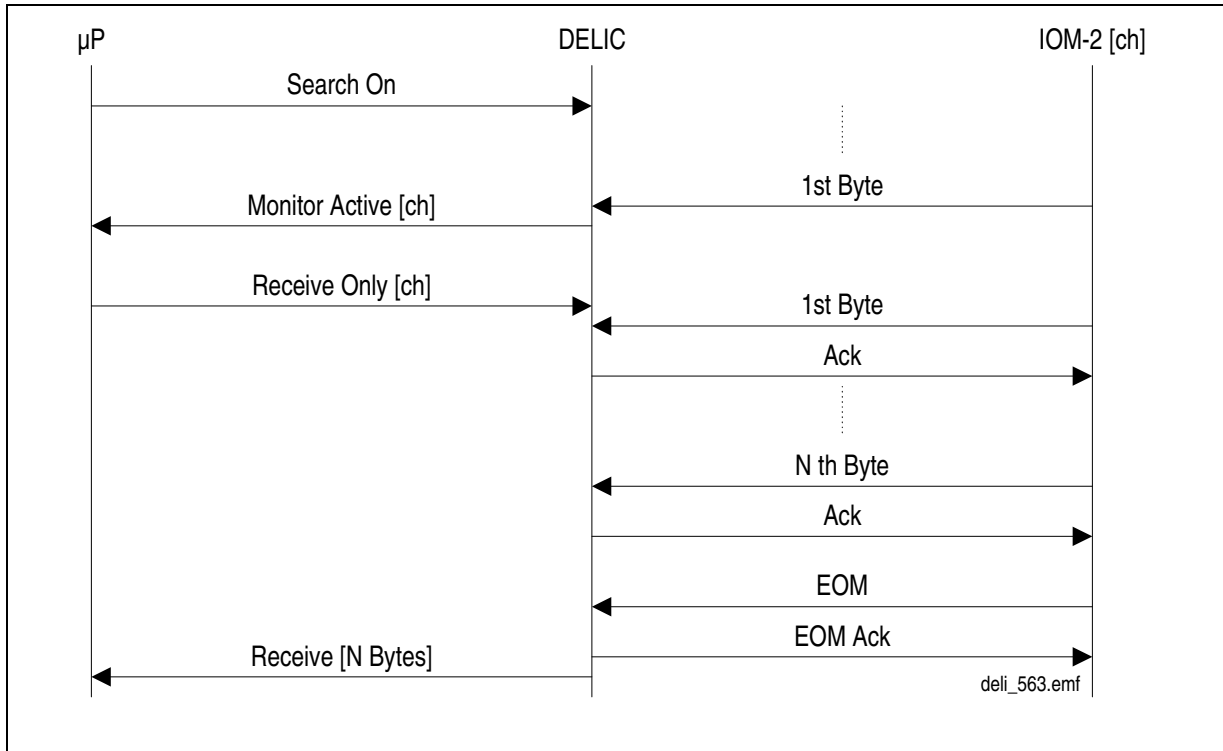 µP
DELIC
IOM-2 [ch]
Search On
1st Byte
Monitor Active [ch]
Receive Only [ch]
1st Byte
Ack
N th Byte
Ack
EOM
EOM Ack
Receive [N Bytes]
deli_563.emf